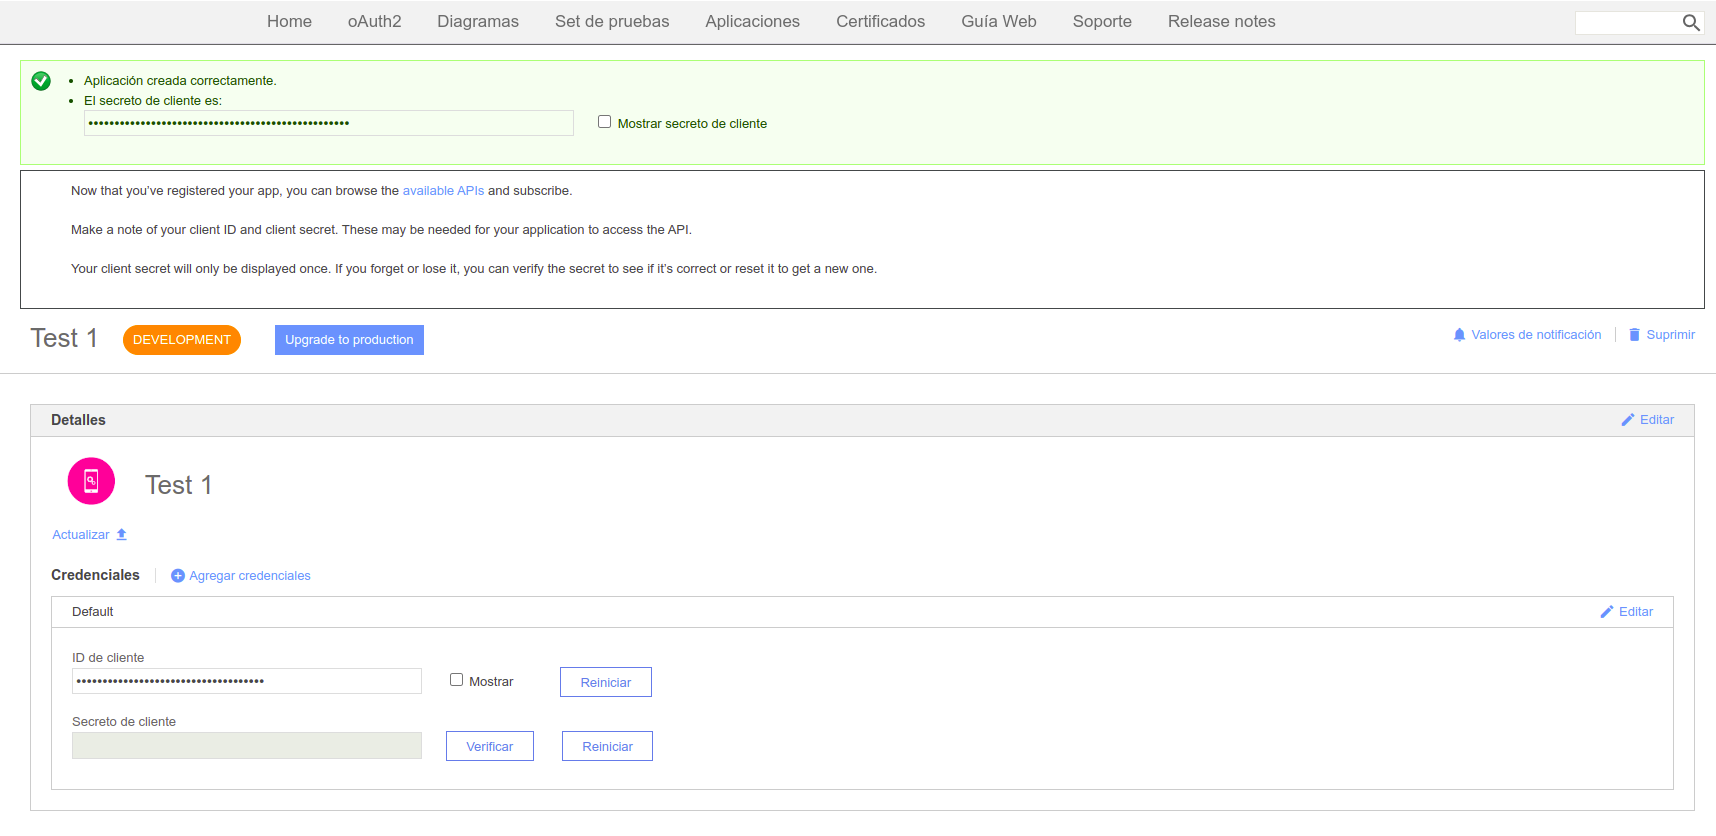 Home oAuth2 Diagramas Set de pruebas Aplicaciones Certificados Guía Web Soporte Release notes
Aplicación creada correctamente.
El secreto de cliente es:
Mostrar secreto de cliente
Now that you’ve registered your app, you can browse the available APIs and subscribe.
Make a note of your client ID and client secret. These may be needed for your application to access the API.
Your client secret will only be displayed once. If you forget or lose it, you can verify the secret to see if it’s correct or reset it to get a new one.
Test 1 DEVELOPMENT Upgrade to production Valores de notificación Suprimir
Detalles Editar
Test 1
Actualizar
Credenciales Agregar credenciales
Default Editar
ID de cliente
Mostrar Reiniciar
Secreto de cliente
Verificar Reiniciar